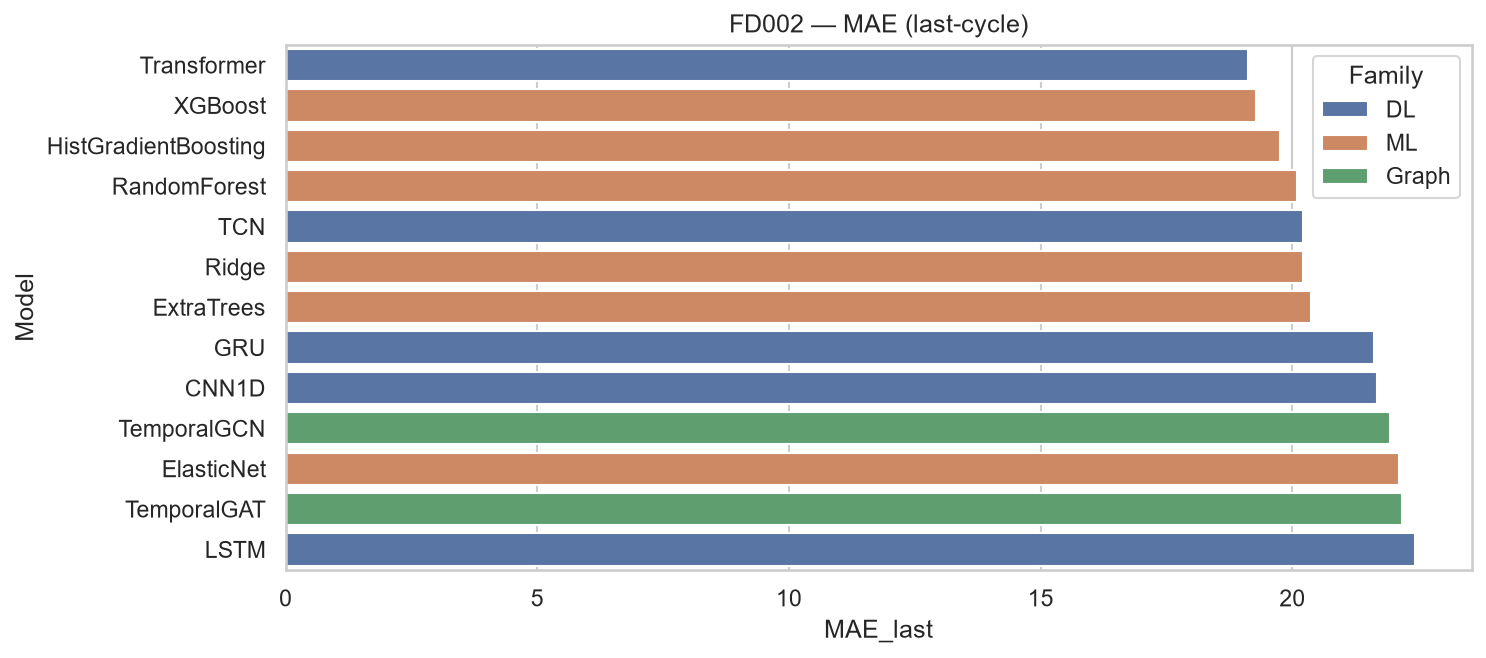 FD002 — MAE (last-cycle)
Model
Transformer
XGBoost
HistGradientBoosting
RandomForest
TCN
Ridge
ExtraTrees
GRU
CNN1D
TemporalGCN
ElasticNet
TemporalGAT
LSTM
Family
DL
ML
Graph
0 5 10 15 20
MAE_last